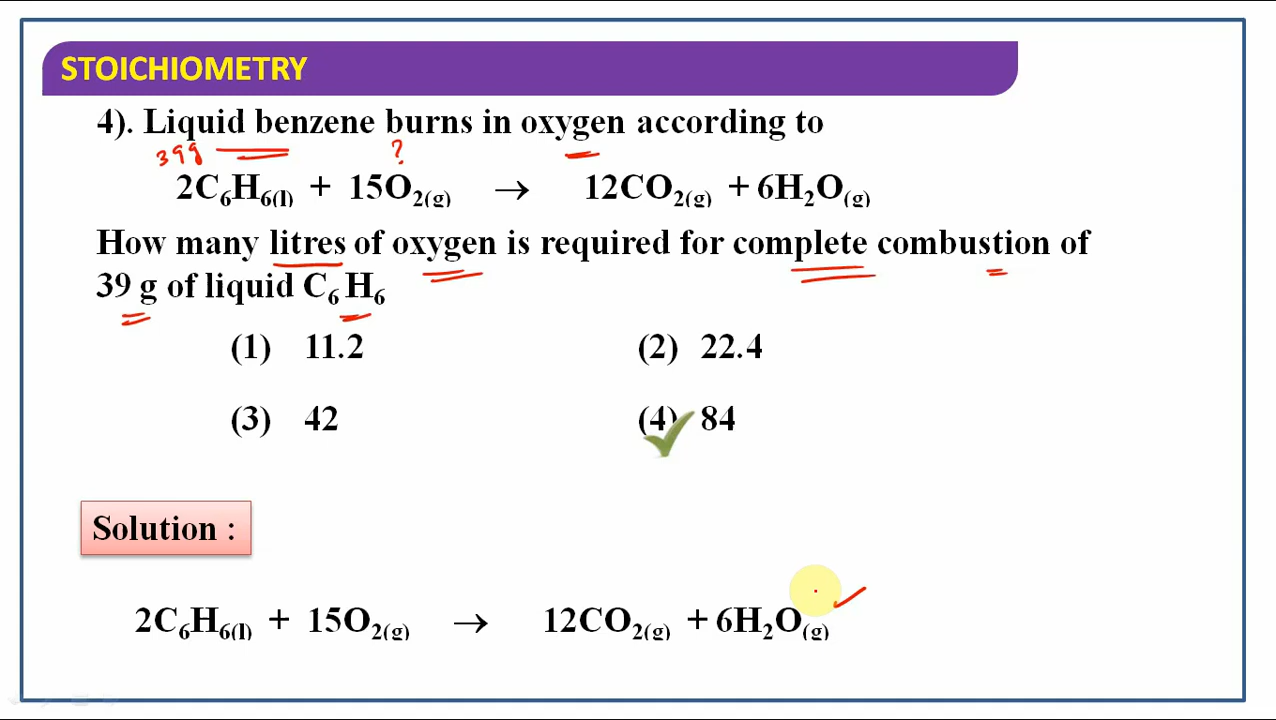 STOICHIOMETRY
4). Liquid benzene burns in oxygen according to
39g ?
2C₆H₆₍ₗ₎ + 15O₂₍g₎ → 12CO₂₍g₎ + 6H₂O₍g₎
How many litres of oxygen is required for complete combustion of
39 g of liquid C₆H₆
(1) 11.2 (2) 22.4
(3) 42 (4) 84
Solution :
2C₆H₆₍ₗ₎ + 15O₂₍g₎ → 12CO₂₍g₎ + 6H₂O₍g₎